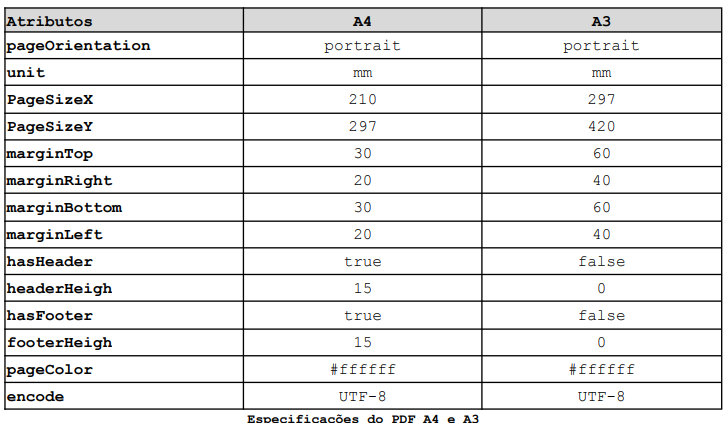 Atributos A4 A3
pageOrientation portrait portrait
unit mm mm
PageSizeX 210 297
PageSizeY 297 420
marginTop 30 60
marginRight 20 40
marginBottom 30 60
marginLeft 20 40
hasHeader true false
headerHeigh 15 0
hasFooter true false
footerHeigh 15 0
pageColor #ffffff #ffffff
encode UTF-8 UTF-8
Especificações do PDF A4 e A3